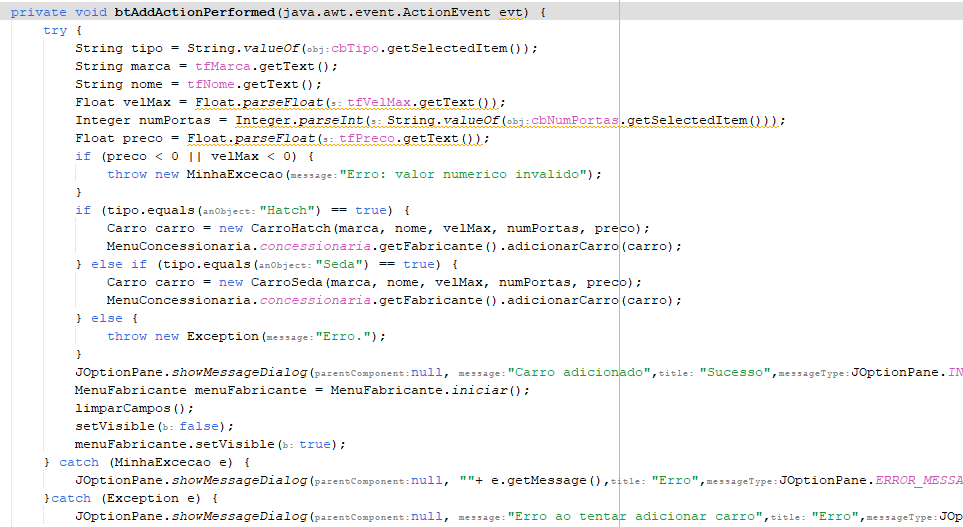 private void btAddActionPerformed(java.awt.event.ActionEvent evt) {
try {
String tipo = String.valueOf(obj:cbTipo.getSelectedItem());
String marca = tfMarca.getText();
String nome = tfNome.getText();
Float velMax = Float.parseFloat(s: tfVelMax.getText());
Integer numPortas = Integer.parseInt(s: String.valueOf(obj:cbNumPortas.getSelectedItem()));
Float preco = Float.parseFloat(s: tfPreco.getText());
if (preco < 0 || velMax < 0) {
throw new MinhaExcecao(message:"Erro: valor numerico invalido");
}
if (tipo.equals(anObject:"Hatch") == true) {
Carro carro = new CarroHatch(marca, nome, velMax, numPortas, preco);
MenuConcessionaria.concessionaria.getFabricante().adicionarCarro(carro);
} else if (tipo.equals(anObject:"Seda") == true) {
Carro carro = new CarroSeda(marca, nome, velMax, numPortas, preco);
MenuConcessionaria.concessionaria.getFabricante().adicionarCarro(carro);
} else {
throw new Exception(message:"Erro.");
}
JOptionPane.showMessageDialog(parentComponent:null, message:"Carro adicionado",title: "Sucesso",messageType:JOptionPane.IN
MenuFabricante menuFabricante = MenuFabricante.iniciar();
limparCampos();
setVisible(b: false);
menuFabricante.setVisible(b: true);
} catch (MinhaExcecao e) {
JOptionPane.showMessageDialog(parentComponent:null, ""+ e.getMessage(),title: "Erro",messageType:JOptionPane.ERROR_MESSA
}catch (Exception e) {
JOptionPane.showMessageDialog(parentComponent:null, message:"Erro ao tentar adicionar carro",title: "Erro",messageType:JOp